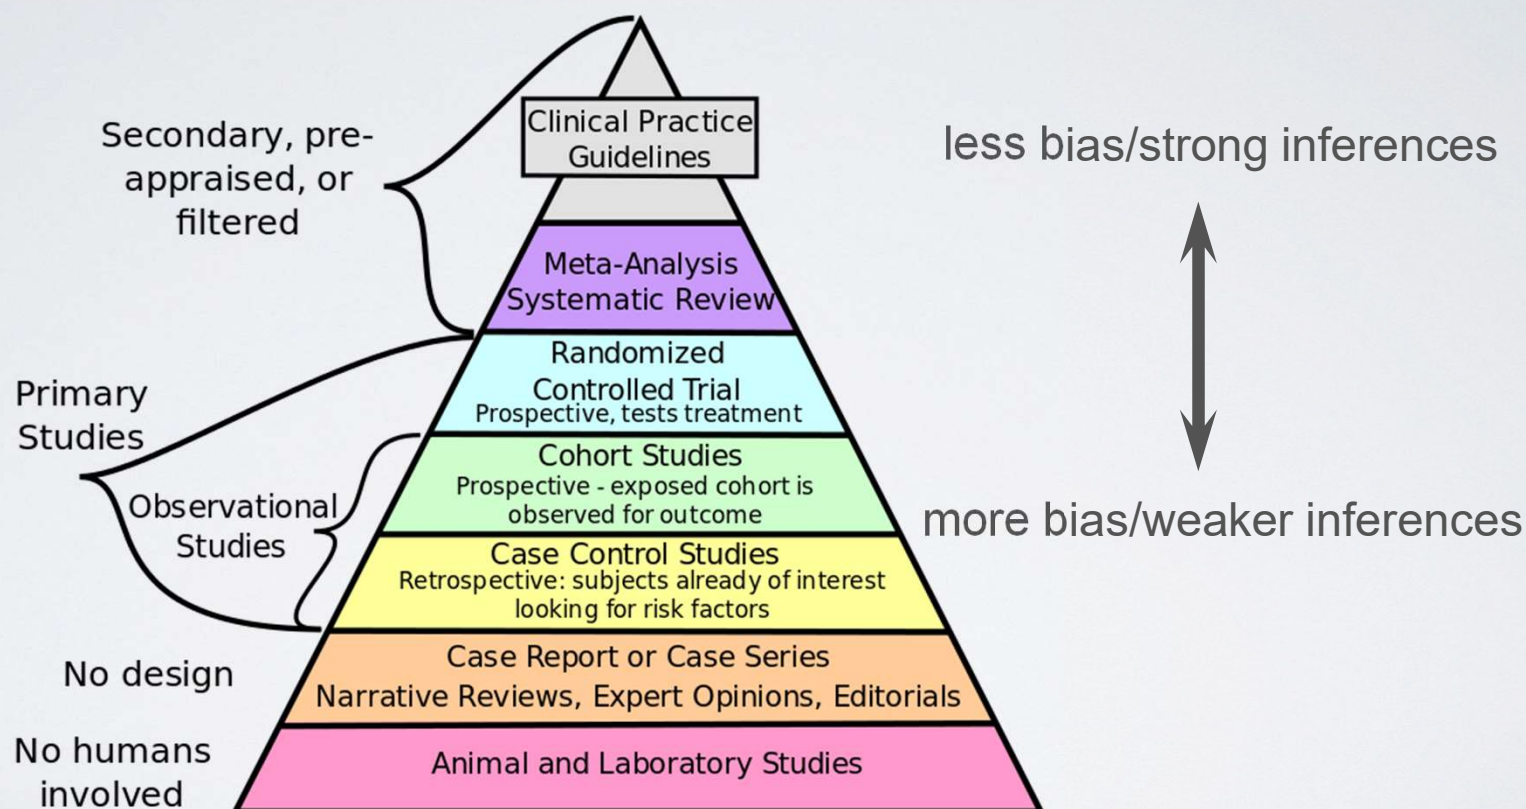 Clinical Practice
Guidelines
Secondary, pre-
appraised, or
filtered
less bias/strong inferences
Meta-Analysis
Systematic Review
Randomized
Controlled Trial
Prospective, tests treatment
Primary
Studies
Cohort Studies
Prospective - exposed cohort is
observed for outcome
Observational
Studies
more bias/weaker inferences
Case Control Studies
Retrospective: subjects already of interest
looking for risk factors
No design
Case Report or Case Series
Narrative Reviews, Expert Opinions, Editorials
No humans
involved
Animal and Laboratory Studies